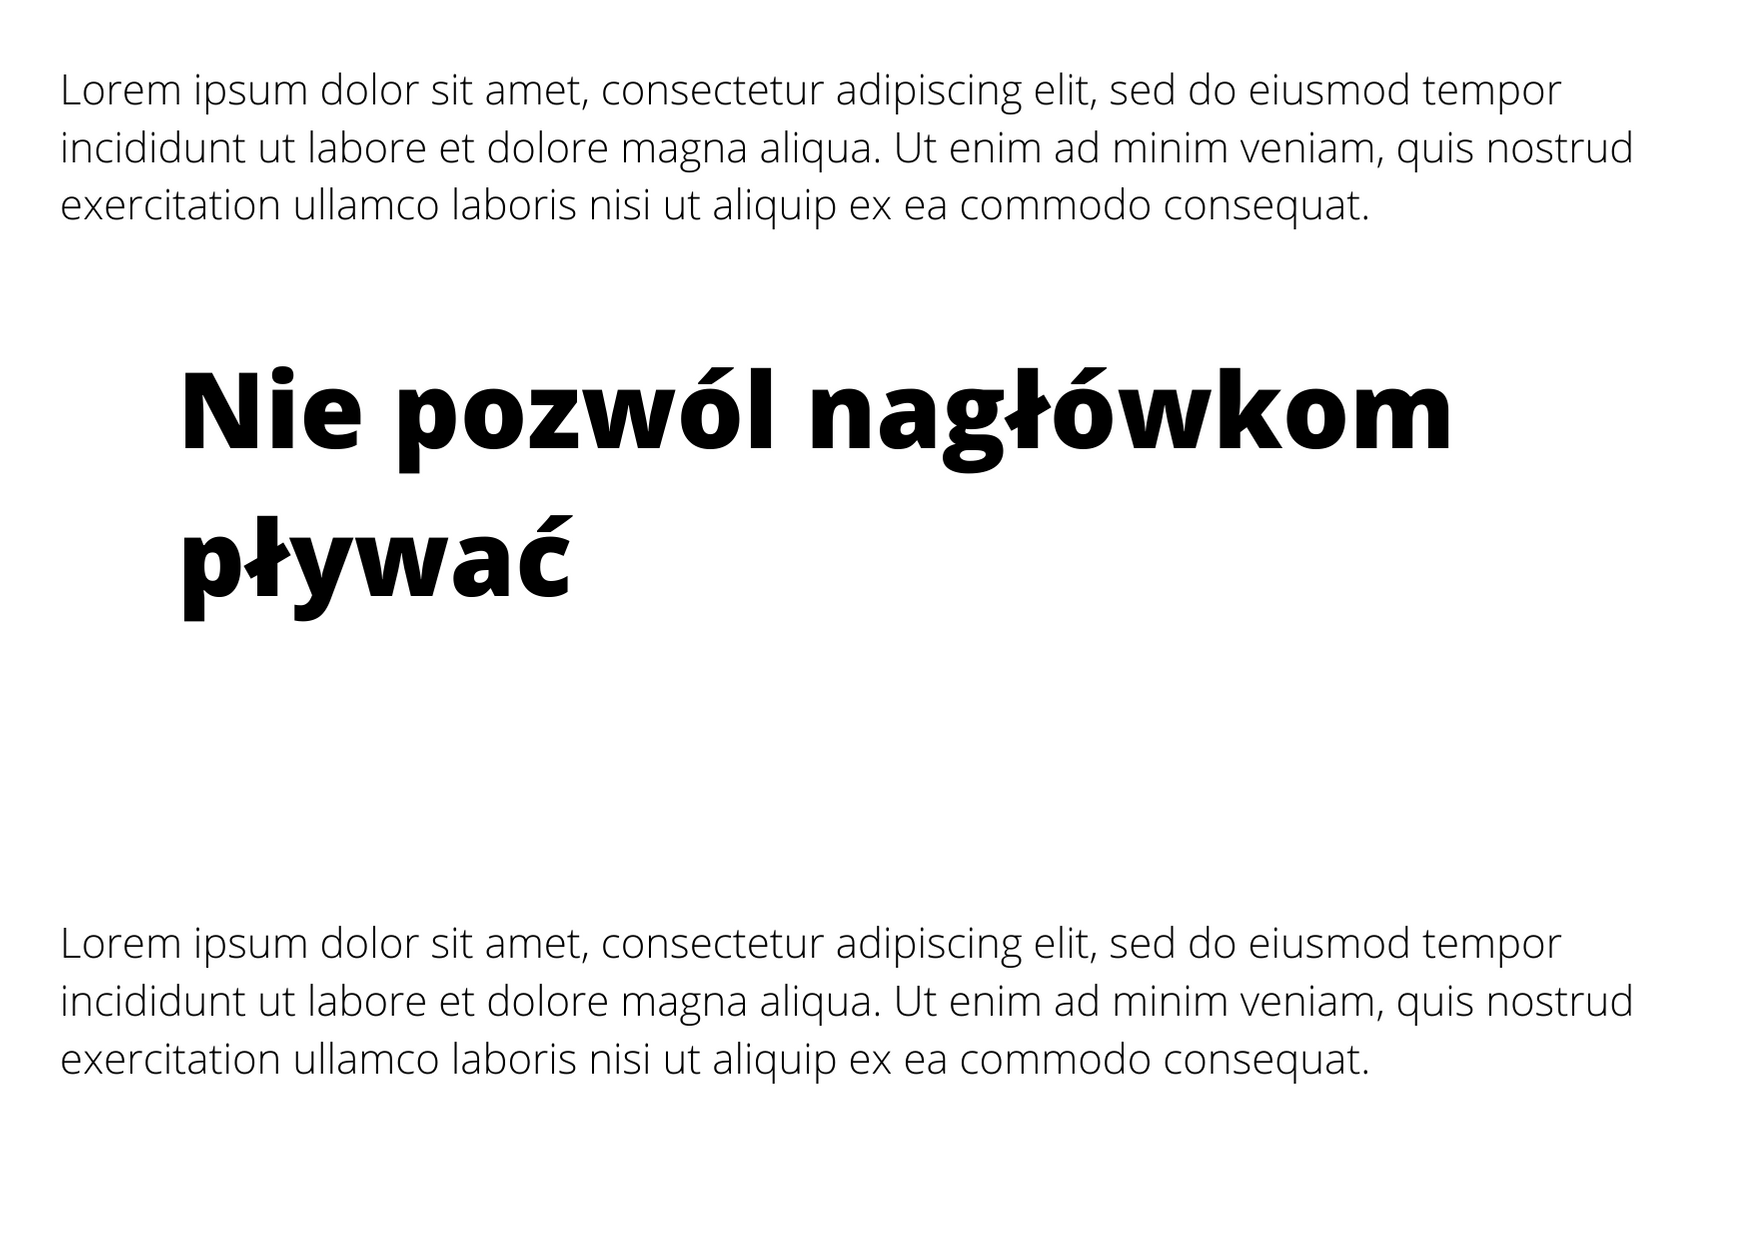 Lorem ipsum dolor sit amet, consectetur adipiscing elit, sed do eiusmod tempor
incididunt ut labore et dolore magna aliqua. Ut enim ad minim veniam, quis nostrud
exercitation ullamco laboris nisi ut aliquip ex ea commodo consequat.
Nie pozwól nagłówkom
pływać
Lorem ipsum dolor sit amet, consectetur adipiscing elit, sed do eiusmod tempor
incididunt ut labore et dolore magna aliqua. Ut enim ad minim veniam, quis nostrud
exercitation ullamco laboris nisi ut aliquip ex ea commodo consequat.